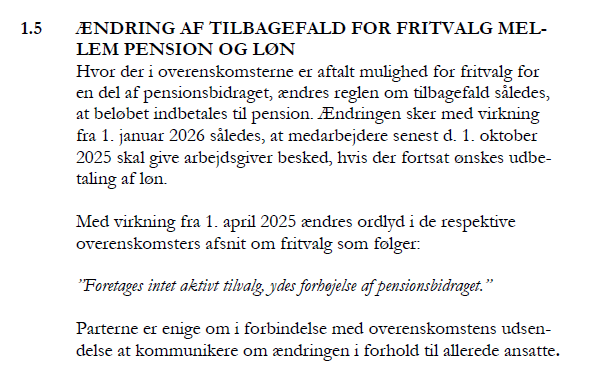 1.5 ÆNDRING AF TILBAGEFALD FOR FRITVALG MEL-
LEM PENSION OG LØN
Hvor der i overenskomsterne er aftalt mulighed for fritvalg for
en del af pensionsbidraget, ændres reglen om tilbagefald således,
at beløbet indbetales til pension. Ændringen sker med virkning
fra 1. januar 2026 således, at medarbejdere senest d. 1. oktober
2025 skal give arbejdsgiver besked, hvis der fortsat ønskes udbe-
taling af løn.
Med virkning fra 1. april 2025 ændres ordlyd i de respektive
overenskomsters afsnit om fritvalg som følger:
”Foretages intet aktivt tilvalg, ydes forhøjelse af pensionsbidraget.”
Parterne er enige om i forbindelse med overenskomstens udsen-
delse at kommunikere om ændringen i forhold til allerede ansatte.